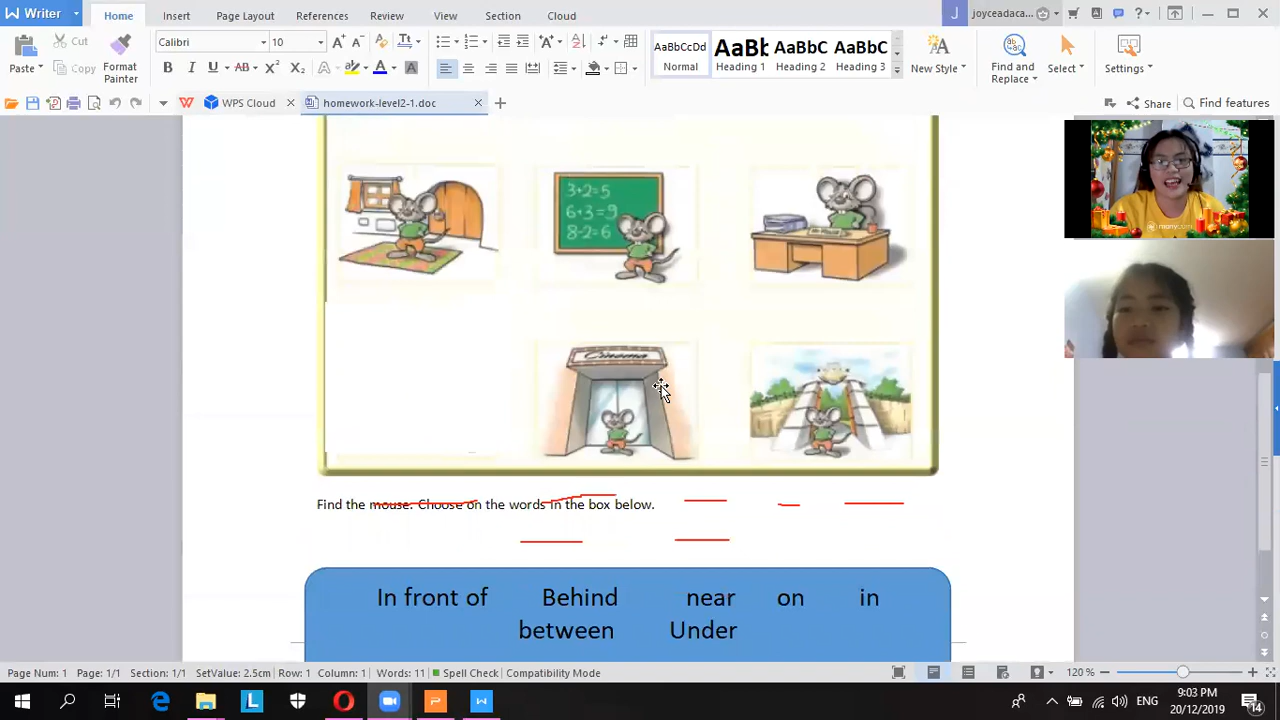 Writer
Home
Insert
Page Layout
References
Review
View
Section
Cloud
J
joyceadaca...
Cut
Copy
Paste
Format
Painter
Calibri
10
AaBbCcDd
Normal
AaBb
Heading 1
AaBbC
Heading 2
AaBbC
Heading 3
New Style
Find and
Replace
Select
Settings
WPS Cloud
homework-level2-1.doc
Share
Find features
3+2=5
6+3=9
8-2=6
Cinema
Find the mouse. Choose on the words in the box below.
In front of Behind near on in
between Under
Page Num: 1 Page: 1/1 Section: 1/1 SetValue: 2.5cm Row: 1 Column: 1 Words: 11 Spell Check Compatibility Mode
120 %
ENG
9:03 PM
20/12/2019
14